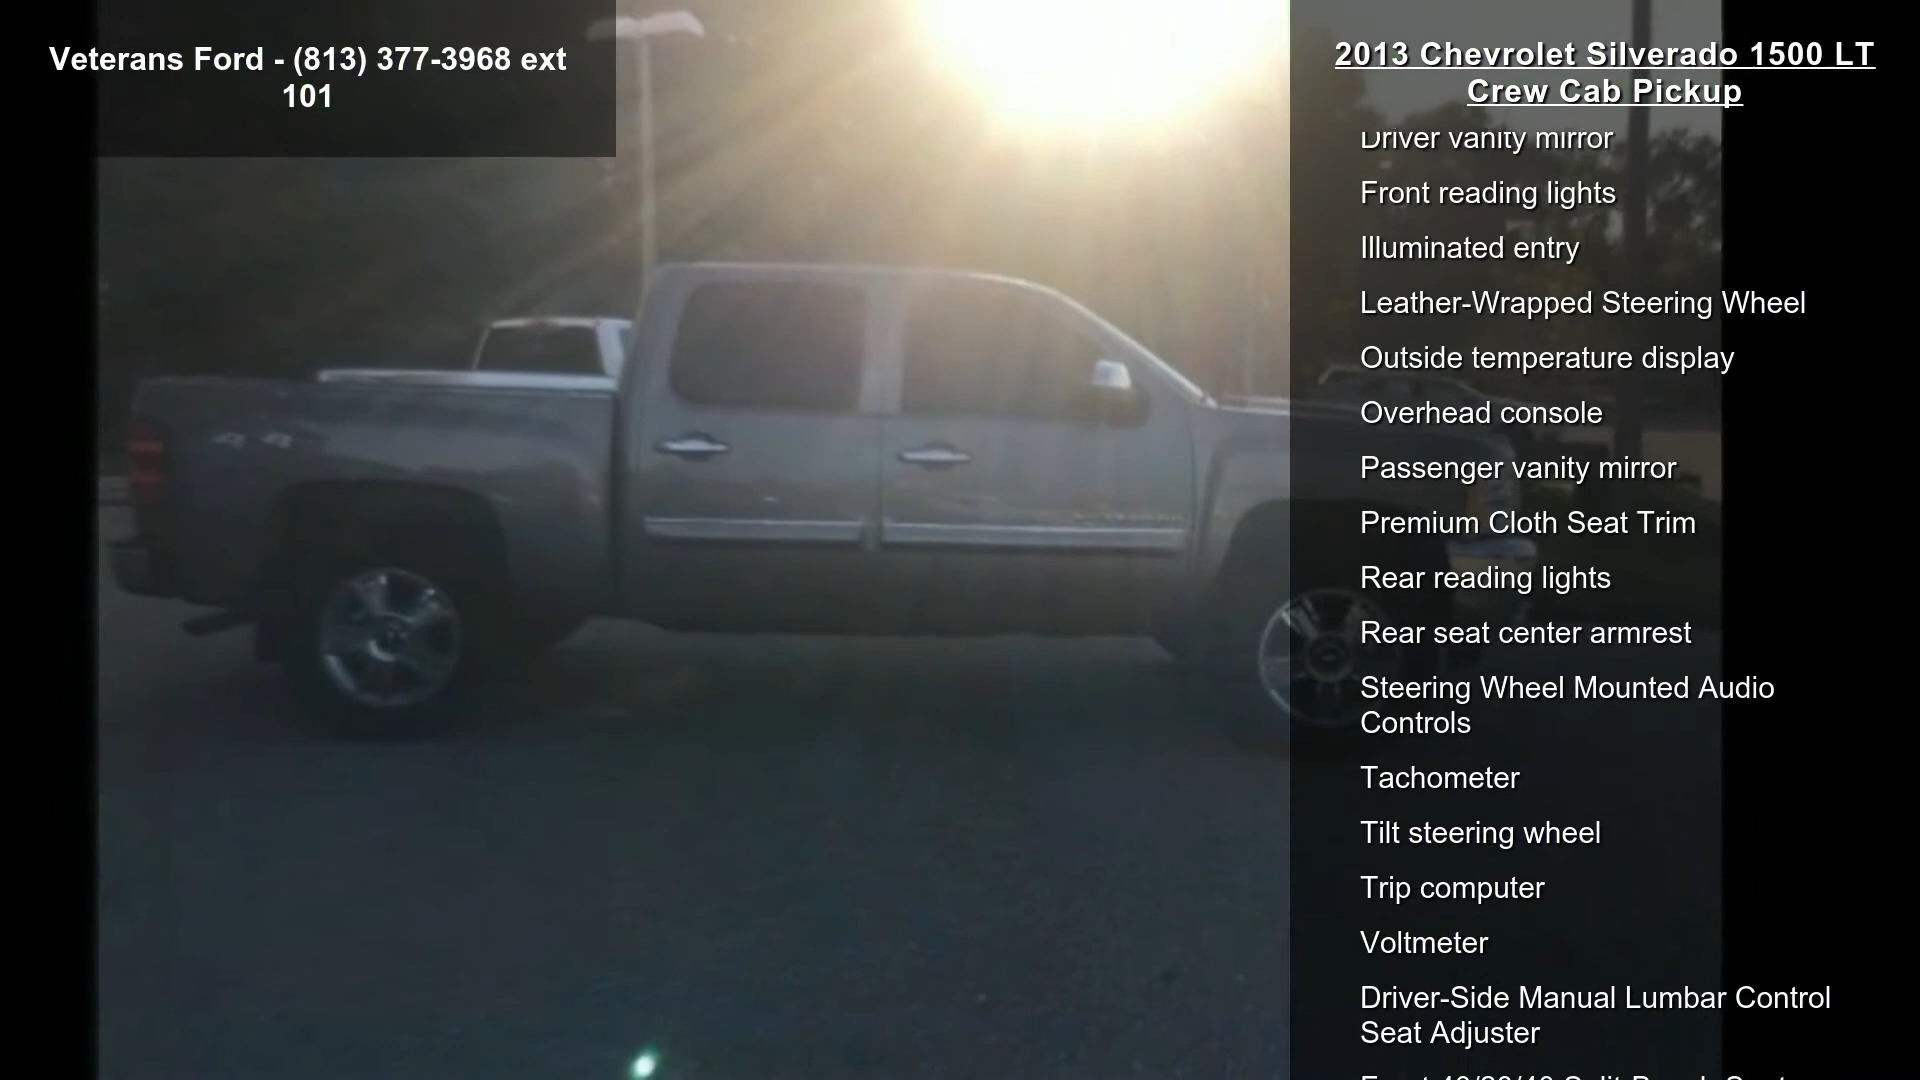 Veterans Ford - (813) 377-3968 ext
101
2013 Chevrolet Silverado 1500 LT
Crew Cab Pickup
Driver vanity mirror
Front reading lights
Illuminated entry
Leather-Wrapped Steering Wheel
Outside temperature display
Overhead console
Passenger vanity mirror
Premium Cloth Seat Trim
Rear reading lights
Rear seat center armrest
Steering Wheel Mounted Audio
Controls
Tachometer
Tilt steering wheel
Trip computer
Voltmeter
Driver-Side Manual Lumbar Control
Seat Adjuster